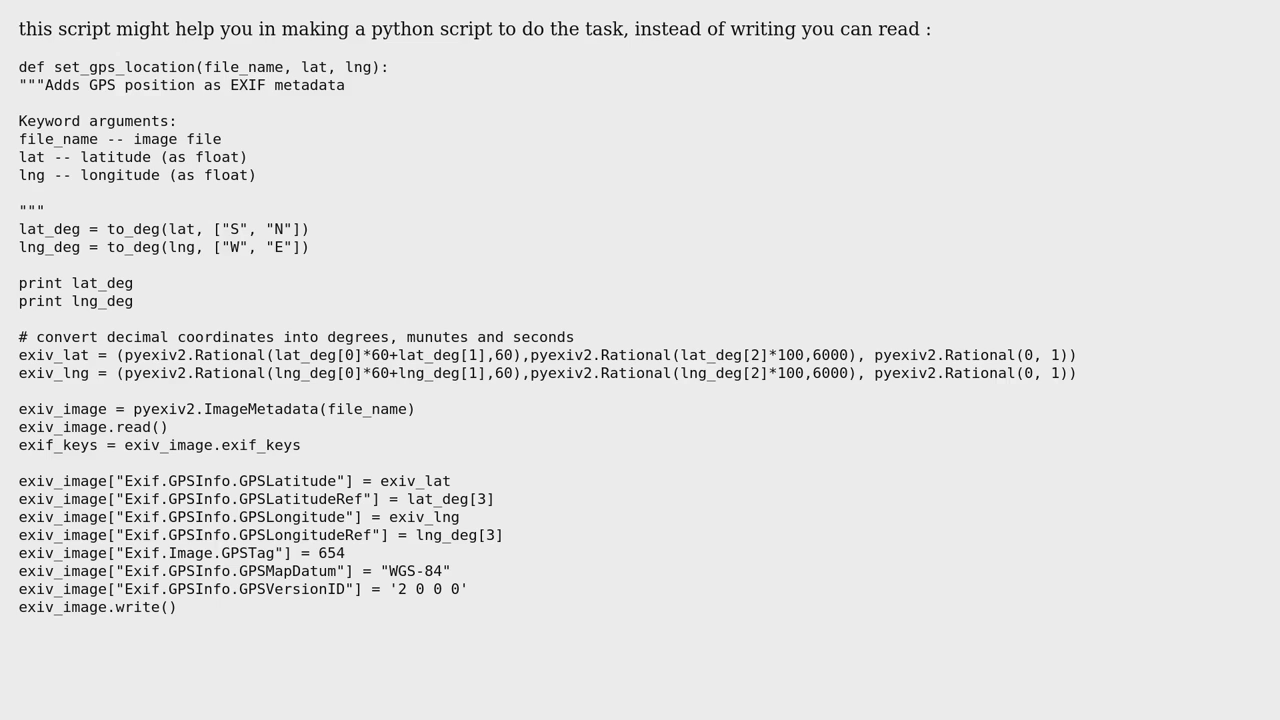 this script might help you in making a python script to do the task, instead of writing you can read :
def set_gps_location(file_name, lat, lng):
"""Adds GPS position as EXIF metadata
Keyword arguments:
file_name -- image file
lat -- latitude (as float)
lng -- longitude (as float)
"""
lat_deg = to_deg(lat, ["S", "N"])
lng_deg = to_deg(lng, ["W", "E"])
print lat_deg
print lng_deg
# convert decimal coordinates into degrees, munutes and seconds
exiv_lat = (pyexiv2.Rational(lat_deg[0]*60+lat_deg[1],60),pyexiv2.Rational(lat_deg[2]*100,6000), pyexiv2.Rational(0, 1))
exiv_lng = (pyexiv2.Rational(lng_deg[0]*60+lng_deg[1],60),pyexiv2.Rational(lng_deg[2]*100,6000), pyexiv2.Rational(0, 1))
exiv_image = pyexiv2.ImageMetadata(file_name)
exiv_image.read()
exif_keys = exiv_image.exif_keys
exiv_image["Exif.GPSInfo.GPSLatitude"] = exiv_lat
exiv_image["Exif.GPSInfo.GPSLatitudeRef"] = lat_deg[3]
exiv_image["Exif.GPSInfo.GPSLongitude"] = exiv_lng
exiv_image["Exif.GPSInfo.GPSLongitudeRef"] = lng_deg[3]
exiv_image["Exif.Image.GPSTag"] = 654
exiv_image["Exif.GPSInfo.GPSMapDatum"] = "WGS-84"
exiv_image["Exif.GPSInfo.GPSVersionID"] = '2 0 0 0'
exiv_image.write()